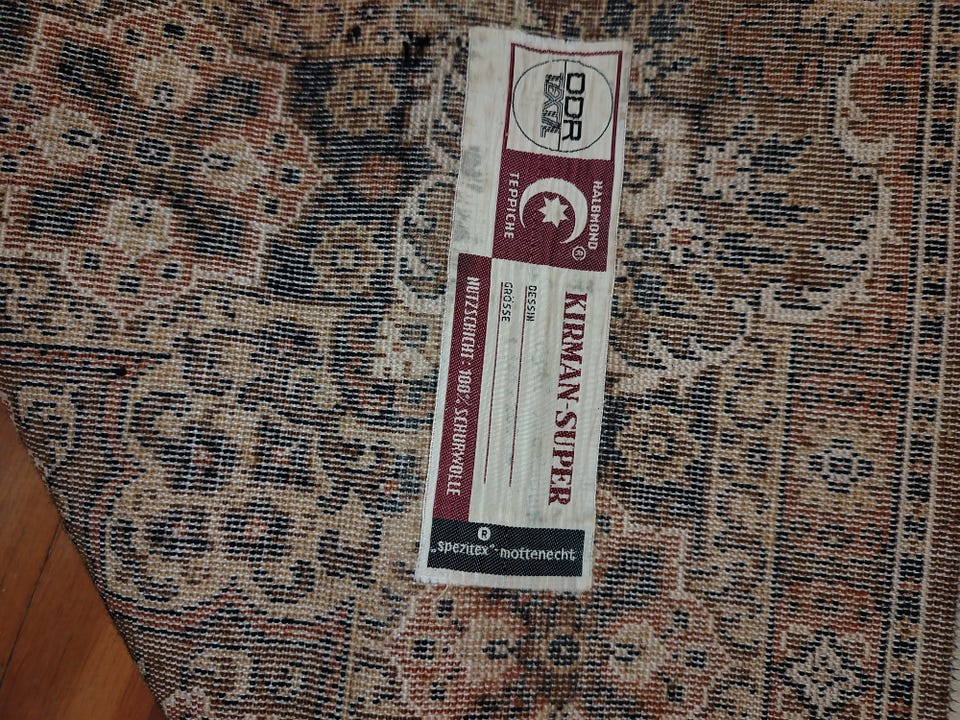 DDR
TEXTIL
HALBMOND
®
TEPPICHE
KIRMAN-SUPER
DESSIN
GRÖSSE
NUTZSCHICHT: 100% SCHURWOLLE
®
„spezitex"-mottenecht